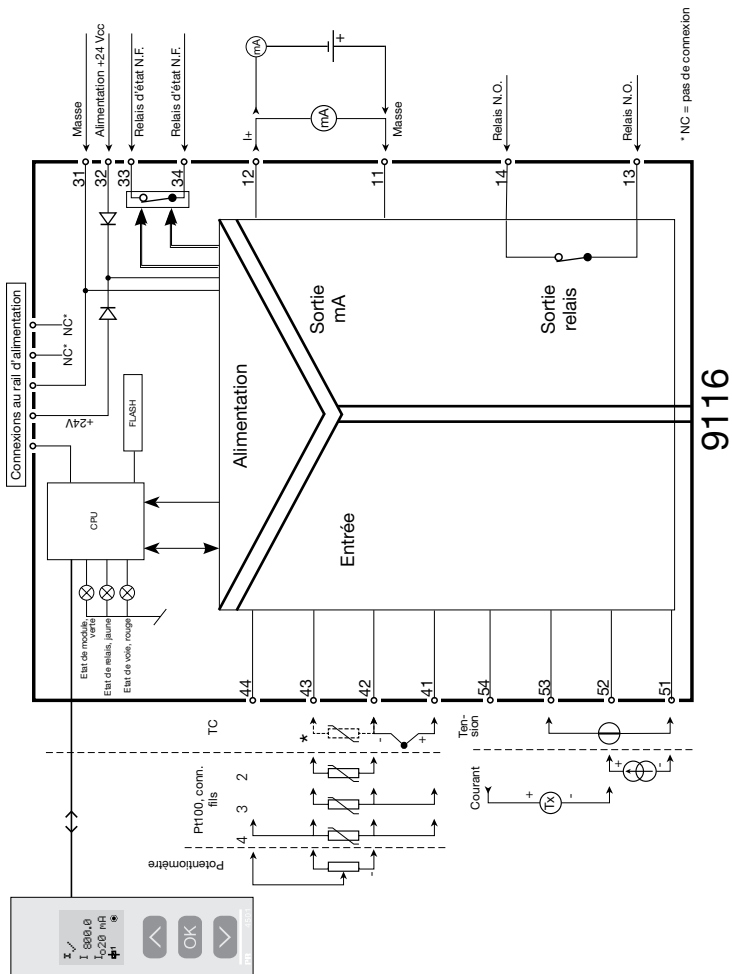 Connexions au rail d'alimentation
NC*
NC*
+24V
FLASH
CPU
Etat de module, verte
Etat de relais, jaune
Etat de voie, rouge
Masse
Alimentation +24 Vcc
Relais d'état N.F.
Relais d'état N.F.
31
32
33
34
12
11
14
13
I+
mA
mA
+
Masse
Relais N.O.
Relais N.O.
* NC = pas de connexion
Alimentation
Sortie
mA
Sortie
relais
Entrée
9116
44
43
42
41
54
53
52
51
TC
*
-
+
Pt100, conn.
fils
2
3
4
Potentiomètre
-
Ten-
sion
Courant
+
Tx
-
+
-
I 800.0
Io20 mA
OK